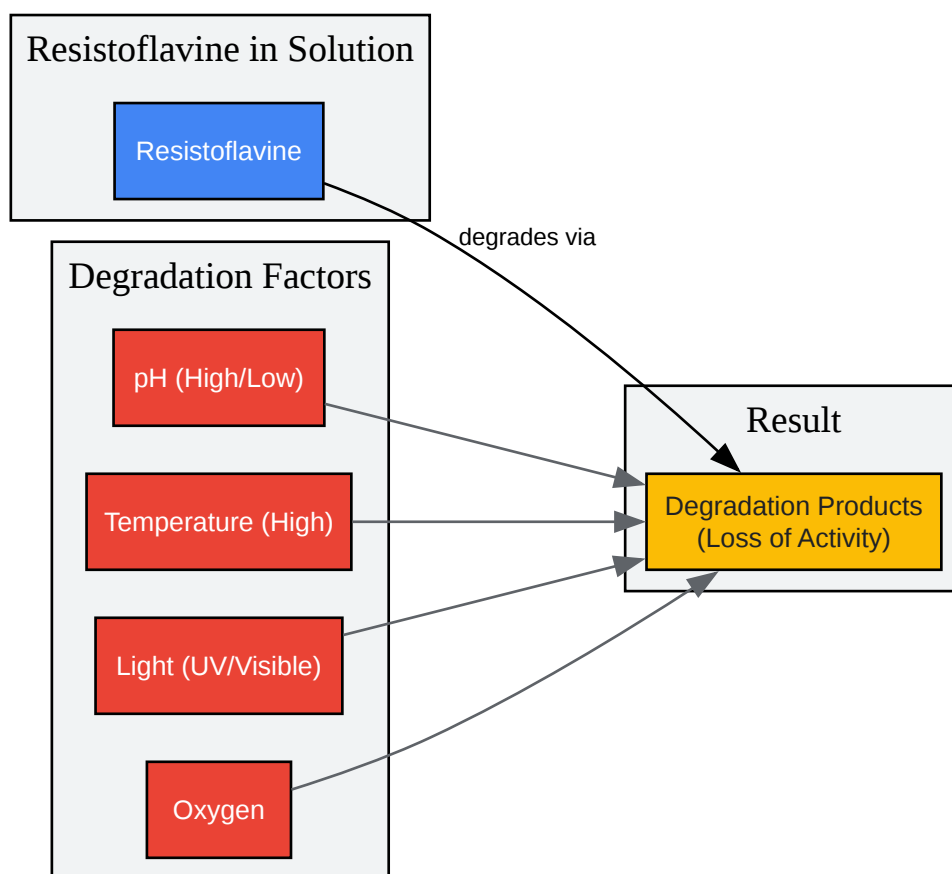 Resistoflavine in Solution
Resistoflavine
degrades via
Degradation Factors
pH (High/Low)
Temperature (High)
Light (UV/Visible)
Oxygen
Result
Degradation Products
(Loss of Activity)